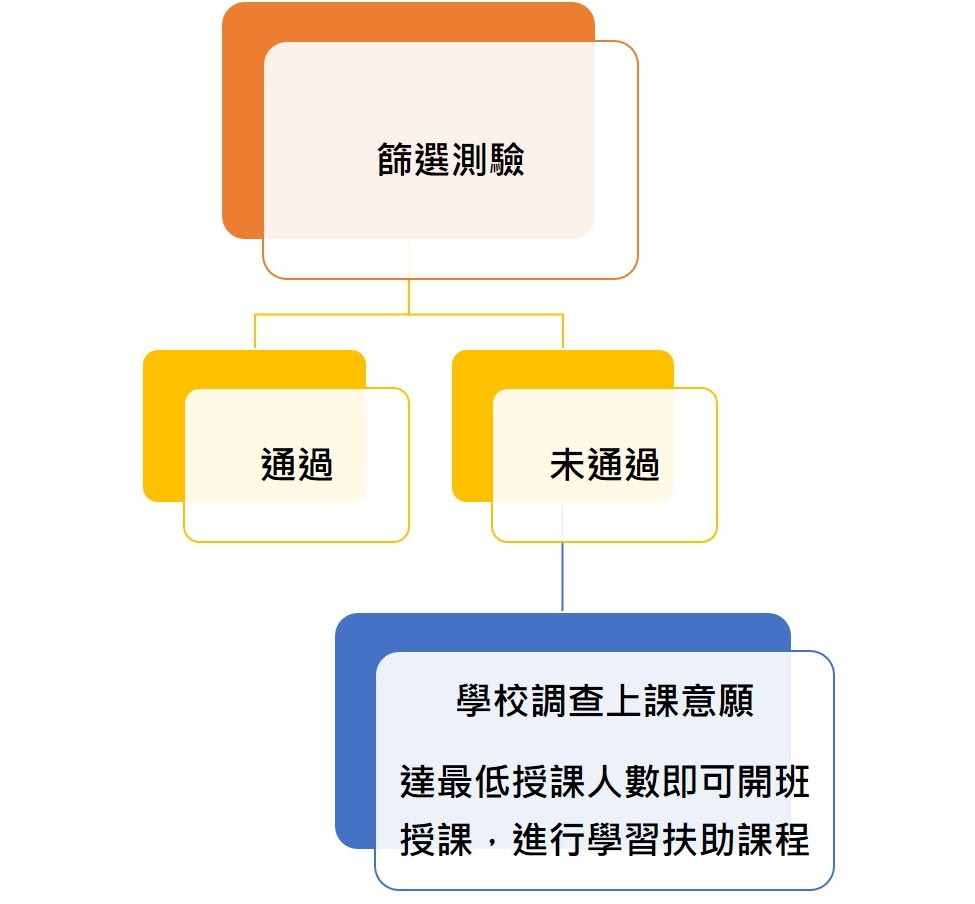 篩選測驗
通過
未通過
學校調查上課意願
達最低授課人數即可開班
授課，進行學習扶助課程